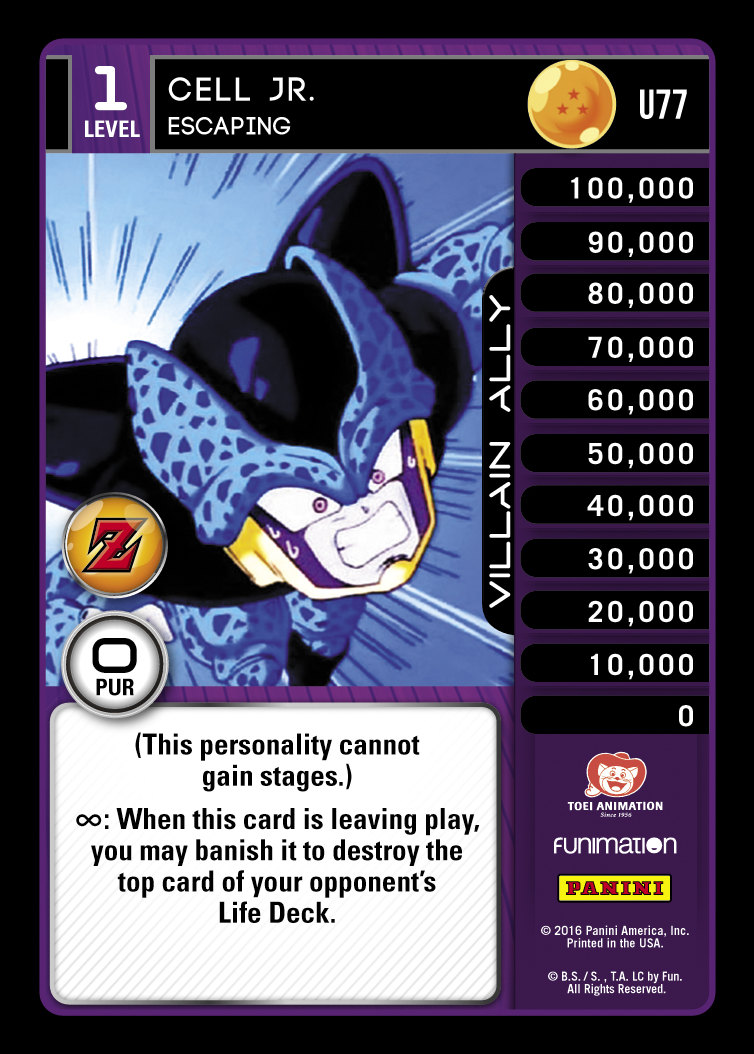 1
LEVEL
CELL JR.
ESCAPING
U77
100,000
90,000
80,000
70,000
60,000
50,000
40,000
30,000
20,000
10,000
0
VILLAIN ALLY
Z
0
PUR
(This personality cannot
gain stages.)
∞: When this card is leaving play,
you may banish it to destroy the
top card of your opponent’s
Life Deck.
TOEI ANIMATION
Since 1956
FUNIMATION
PANINI
© 2016 Panini America, Inc.
Printed in the USA.
© B.S. / S. , T.A. LC by Fun.
All Rights Reserved.